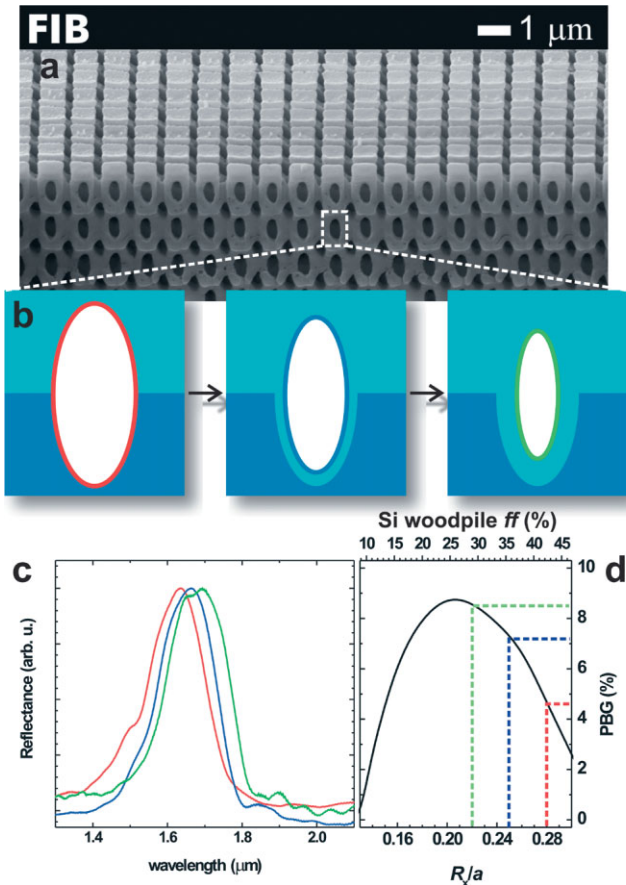 FIB 1 μm
a
b
Si woodpile ff (%)
10 15 20 25 30 35 40 45
c
d
Reflectance (arb. u.)
1.4 1.6 1.8 2.0
wavelength (μm)
10
8
6
4
2
0
PBG (%)
0.16 0.20 0.24 0.28
Rx/a